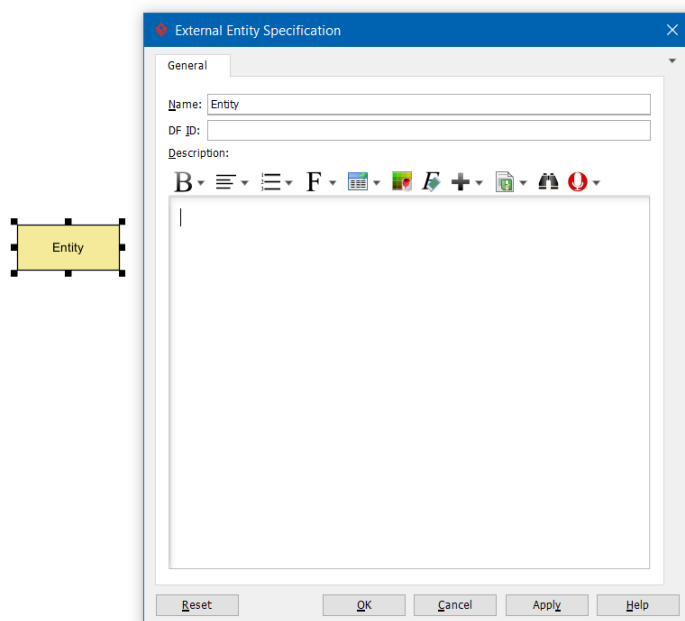 External Entity Specification
General
Name: Entity
DF ID:
Description:
B F F
Entity
Reset OK Cancel Apply Help